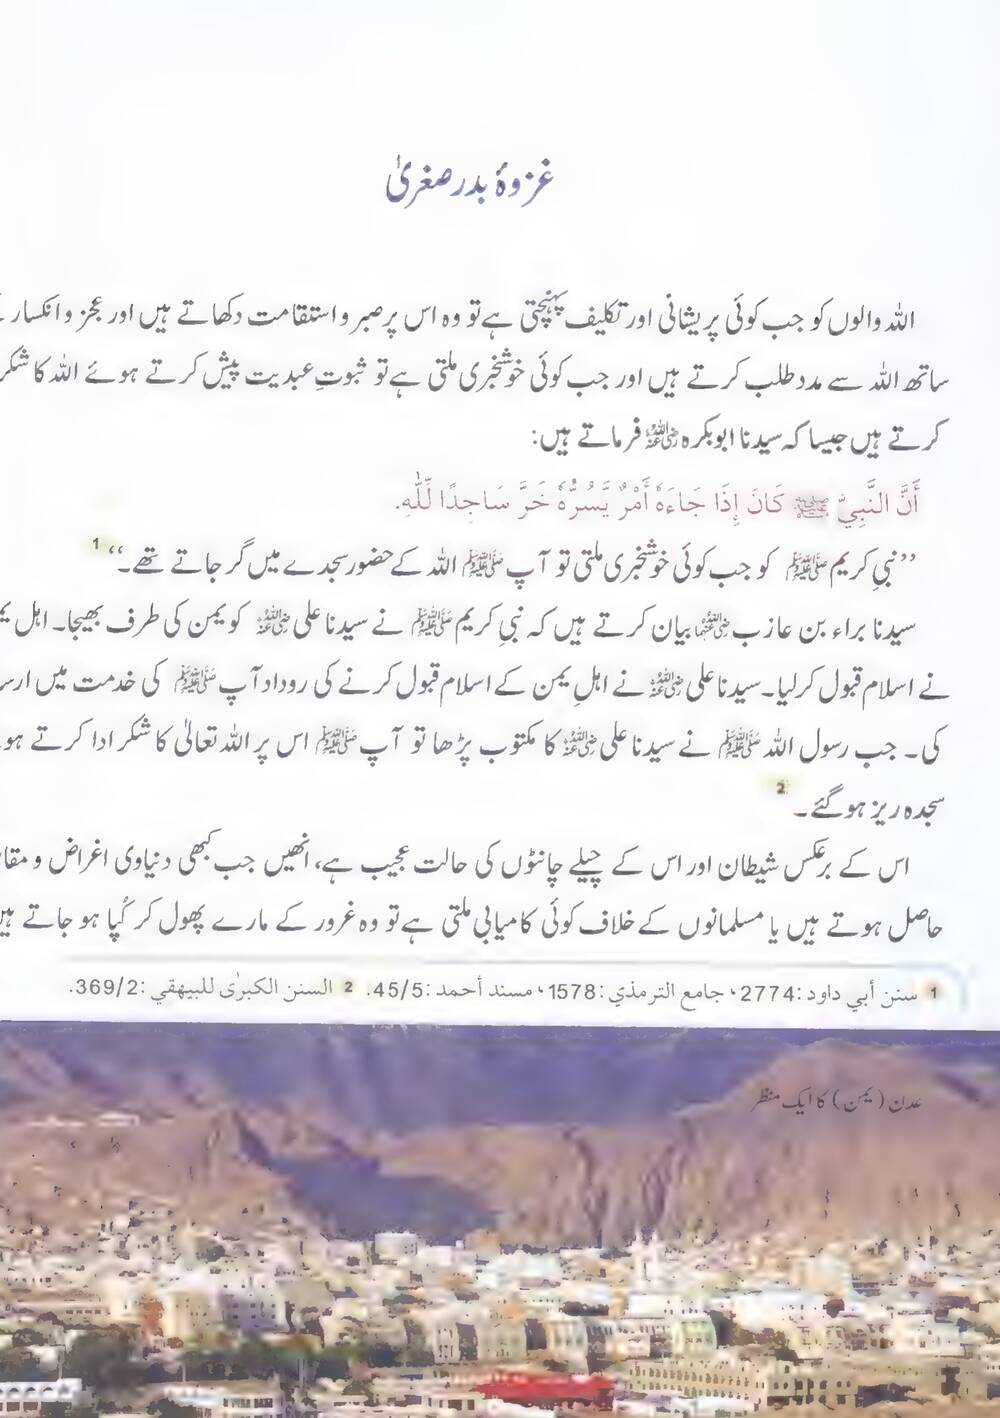 غزوۂ بدر صغریٰ
اللہ والوں کو جب کوئی پریشانی اور تکلیف پہنچتی ہے تو وہ اس پر صبر و استقامت دکھاتے ہیں اور عجز و انکسار
ساتھ اللہ سے مدد طلب کرتے ہیں اور جب کوئی خوشخبری ملتی ہے تو ثبوتِ عبدیت پیش کرتے ہوئے اللہ کا شکر
کرتے ہیں جیسا کہ سیدنا ابوبکرہ رضی اللہ عنہ فرماتے ہیں:
أَنَّ النَّبِيَّ ﷺ كَانَ إِذَا جَاءَهٗ أَمْرٌ يَّسُرُّهٗ خَرَّ سَاجِدًا لِّلّٰهِ.
’’نبی کریم ﷺ کو جب کوئی خوشخبری ملتی تو آپ ﷺ اللہ کے حضور سجدے میں گر جاتے تھے۔‘‘ 1
سیدنا براء بن عازب رضی اللہ عنہما بیان کرتے ہیں کہ نبی کریم ﷺ نے سیدنا علی رضی اللہ عنہ کو یمن کی طرف بھیجا۔ اہل
نے اسلام قبول کرلیا۔ سیدنا علی رضی اللہ عنہ نے اہلِ یمن کے اسلام قبول کرنے کی روداد آپ ﷺ کی خدمت میں
کی۔ جب رسول اللہ ﷺ نے سیدنا علی رضی اللہ عنہ کا مکتوب پڑھا تو آپ ﷺ اس پر اللہ تعالیٰ کا شکر ادا کرتے
سجدہ ریز ہوگئے۔ 2
اس کے برعکس شیطان اور اس کے چیلے چانٹوں کی حالت عجیب ہے، انھیں جب کبھی دنیاوی اغراض و
حاصل ہوتے ہیں یا مسلمانوں کے خلاف کوئی کامیابی ملتی ہے تو وہ غرور کے مارے پھول کر کُپا ہو جاتے ہیں
1 سنن أبي داود:2774، جامع الترمذي:1578، مسند أحمد:45/5. 2 السنن الكبرٰى للبيهقي:369/2.
عدن (یمن) کا ایک منظر